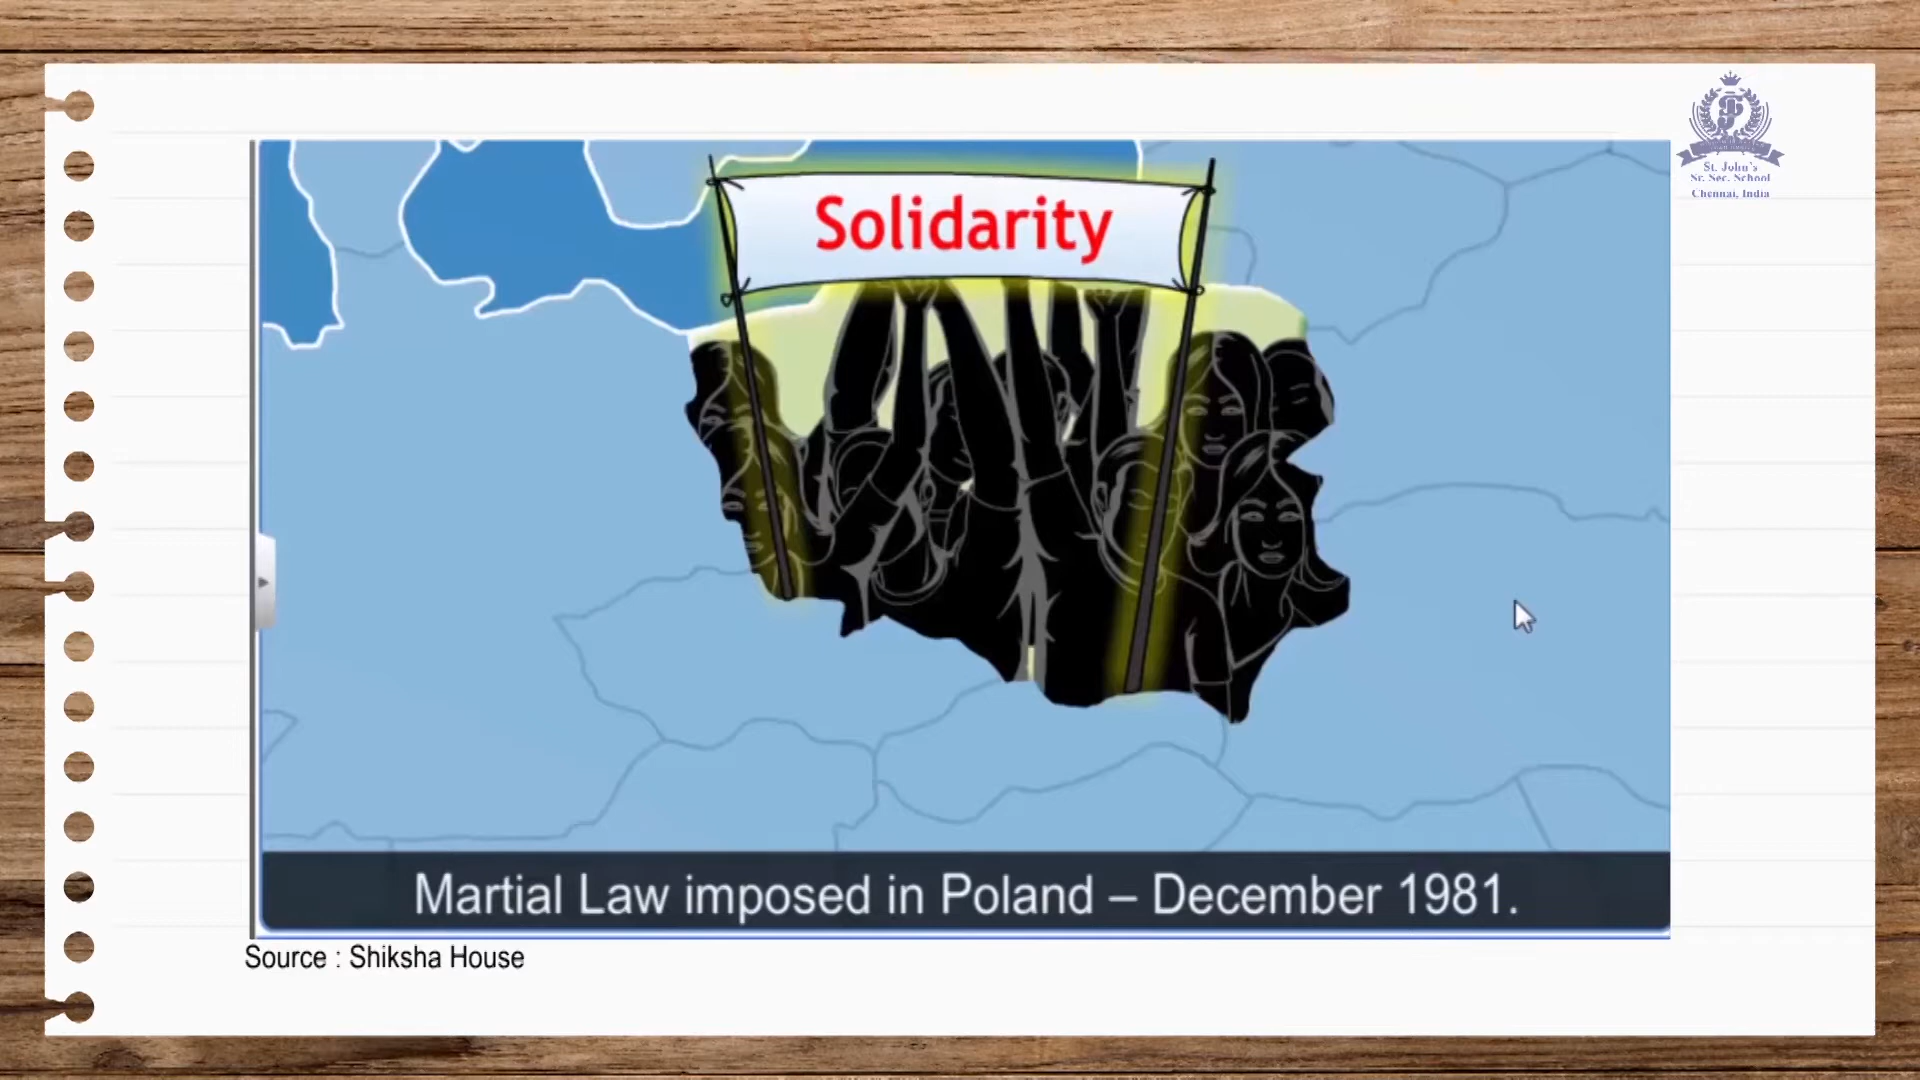 St. John's
Sr. Sec. School
Chennai, India
Solidarity
Martial Law imposed in Poland – December 1981.
Source : Shiksha House